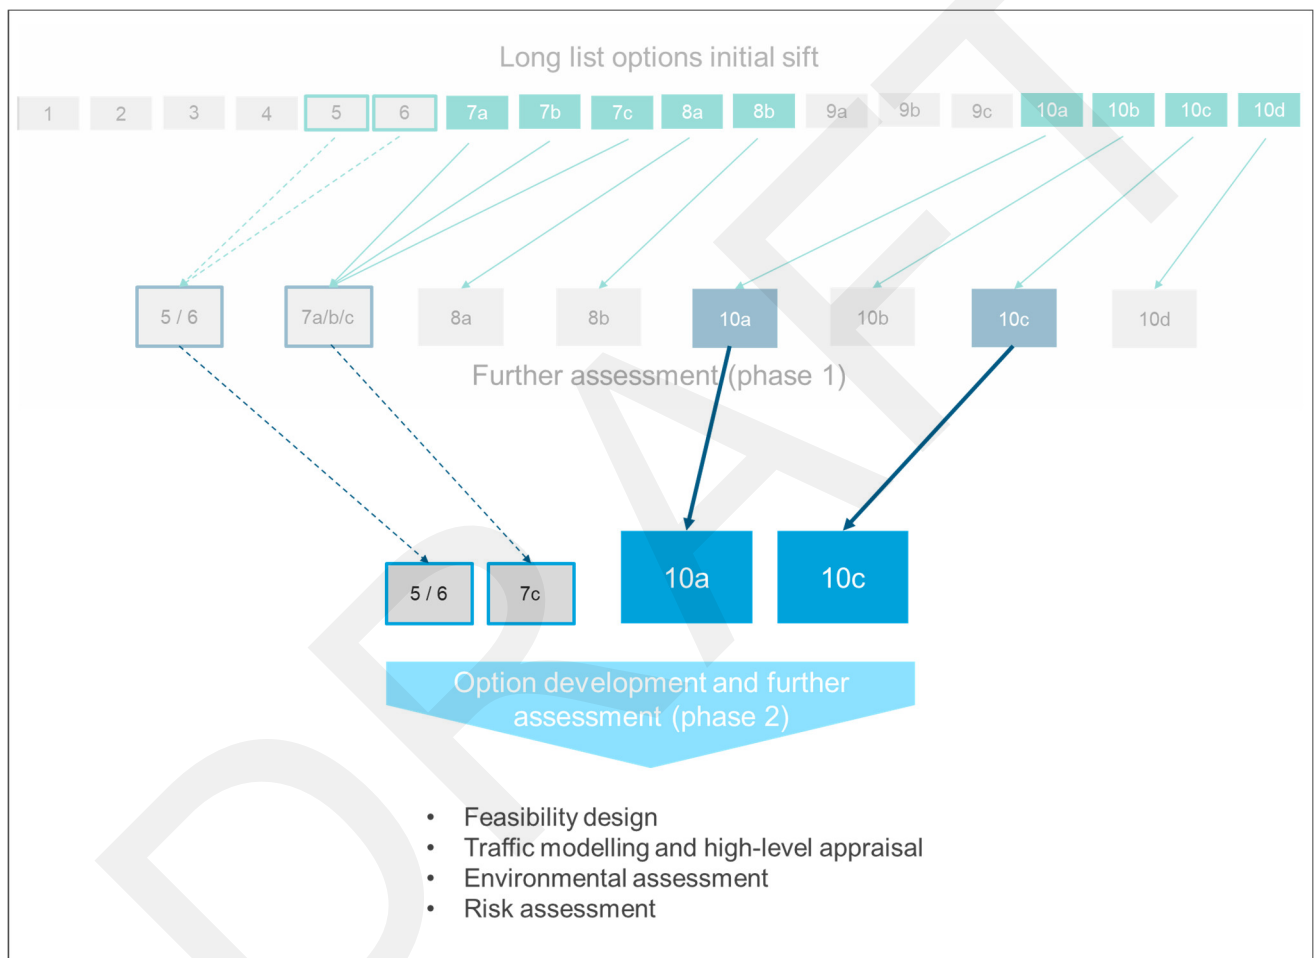 Long list options initial sift
1 2 3 4 5 6 7a 7b 7c 8a 8b 9a 9b 9c 10a 10b 10c 10d
5 / 6 7a/b/c 8a 8b 10a 10b 10c 10d
Further assessment (phase 1)
5 / 6 7c 10a 10c
Option development and further
assessment (phase 2)
• Feasibility design
• Traffic modelling and high-level appraisal
• Environmental assessment
• Risk assessment
DRAFT